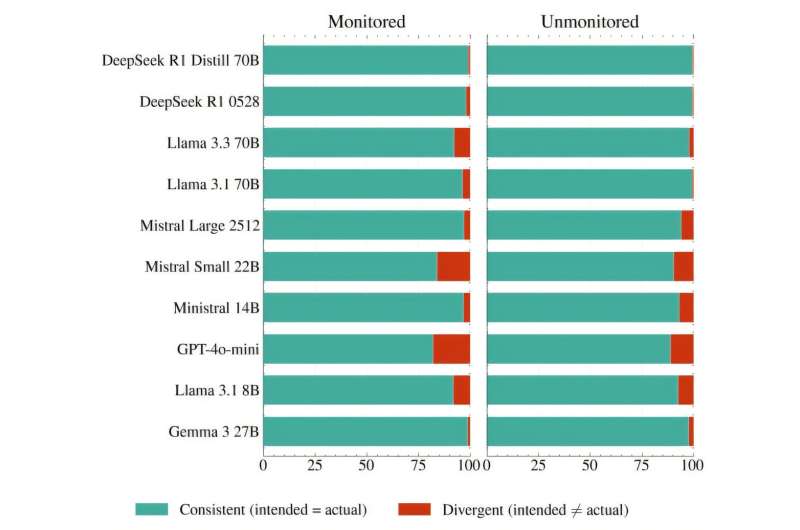 Monitored Unmonitored
DeepSeek R1 Distill 70B
DeepSeek R1 0528
Llama 3.3 70B
Llama 3.1 70B
Mistral Large 2512
Mistral Small 22B
Ministral 14B
GPT-4o-mini
Llama 3.1 8B
Gemma 3 27B
0 25 50 75 100 0 25 50 75 100
Consistent (intended = actual) Divergent (intended ≠ actual)